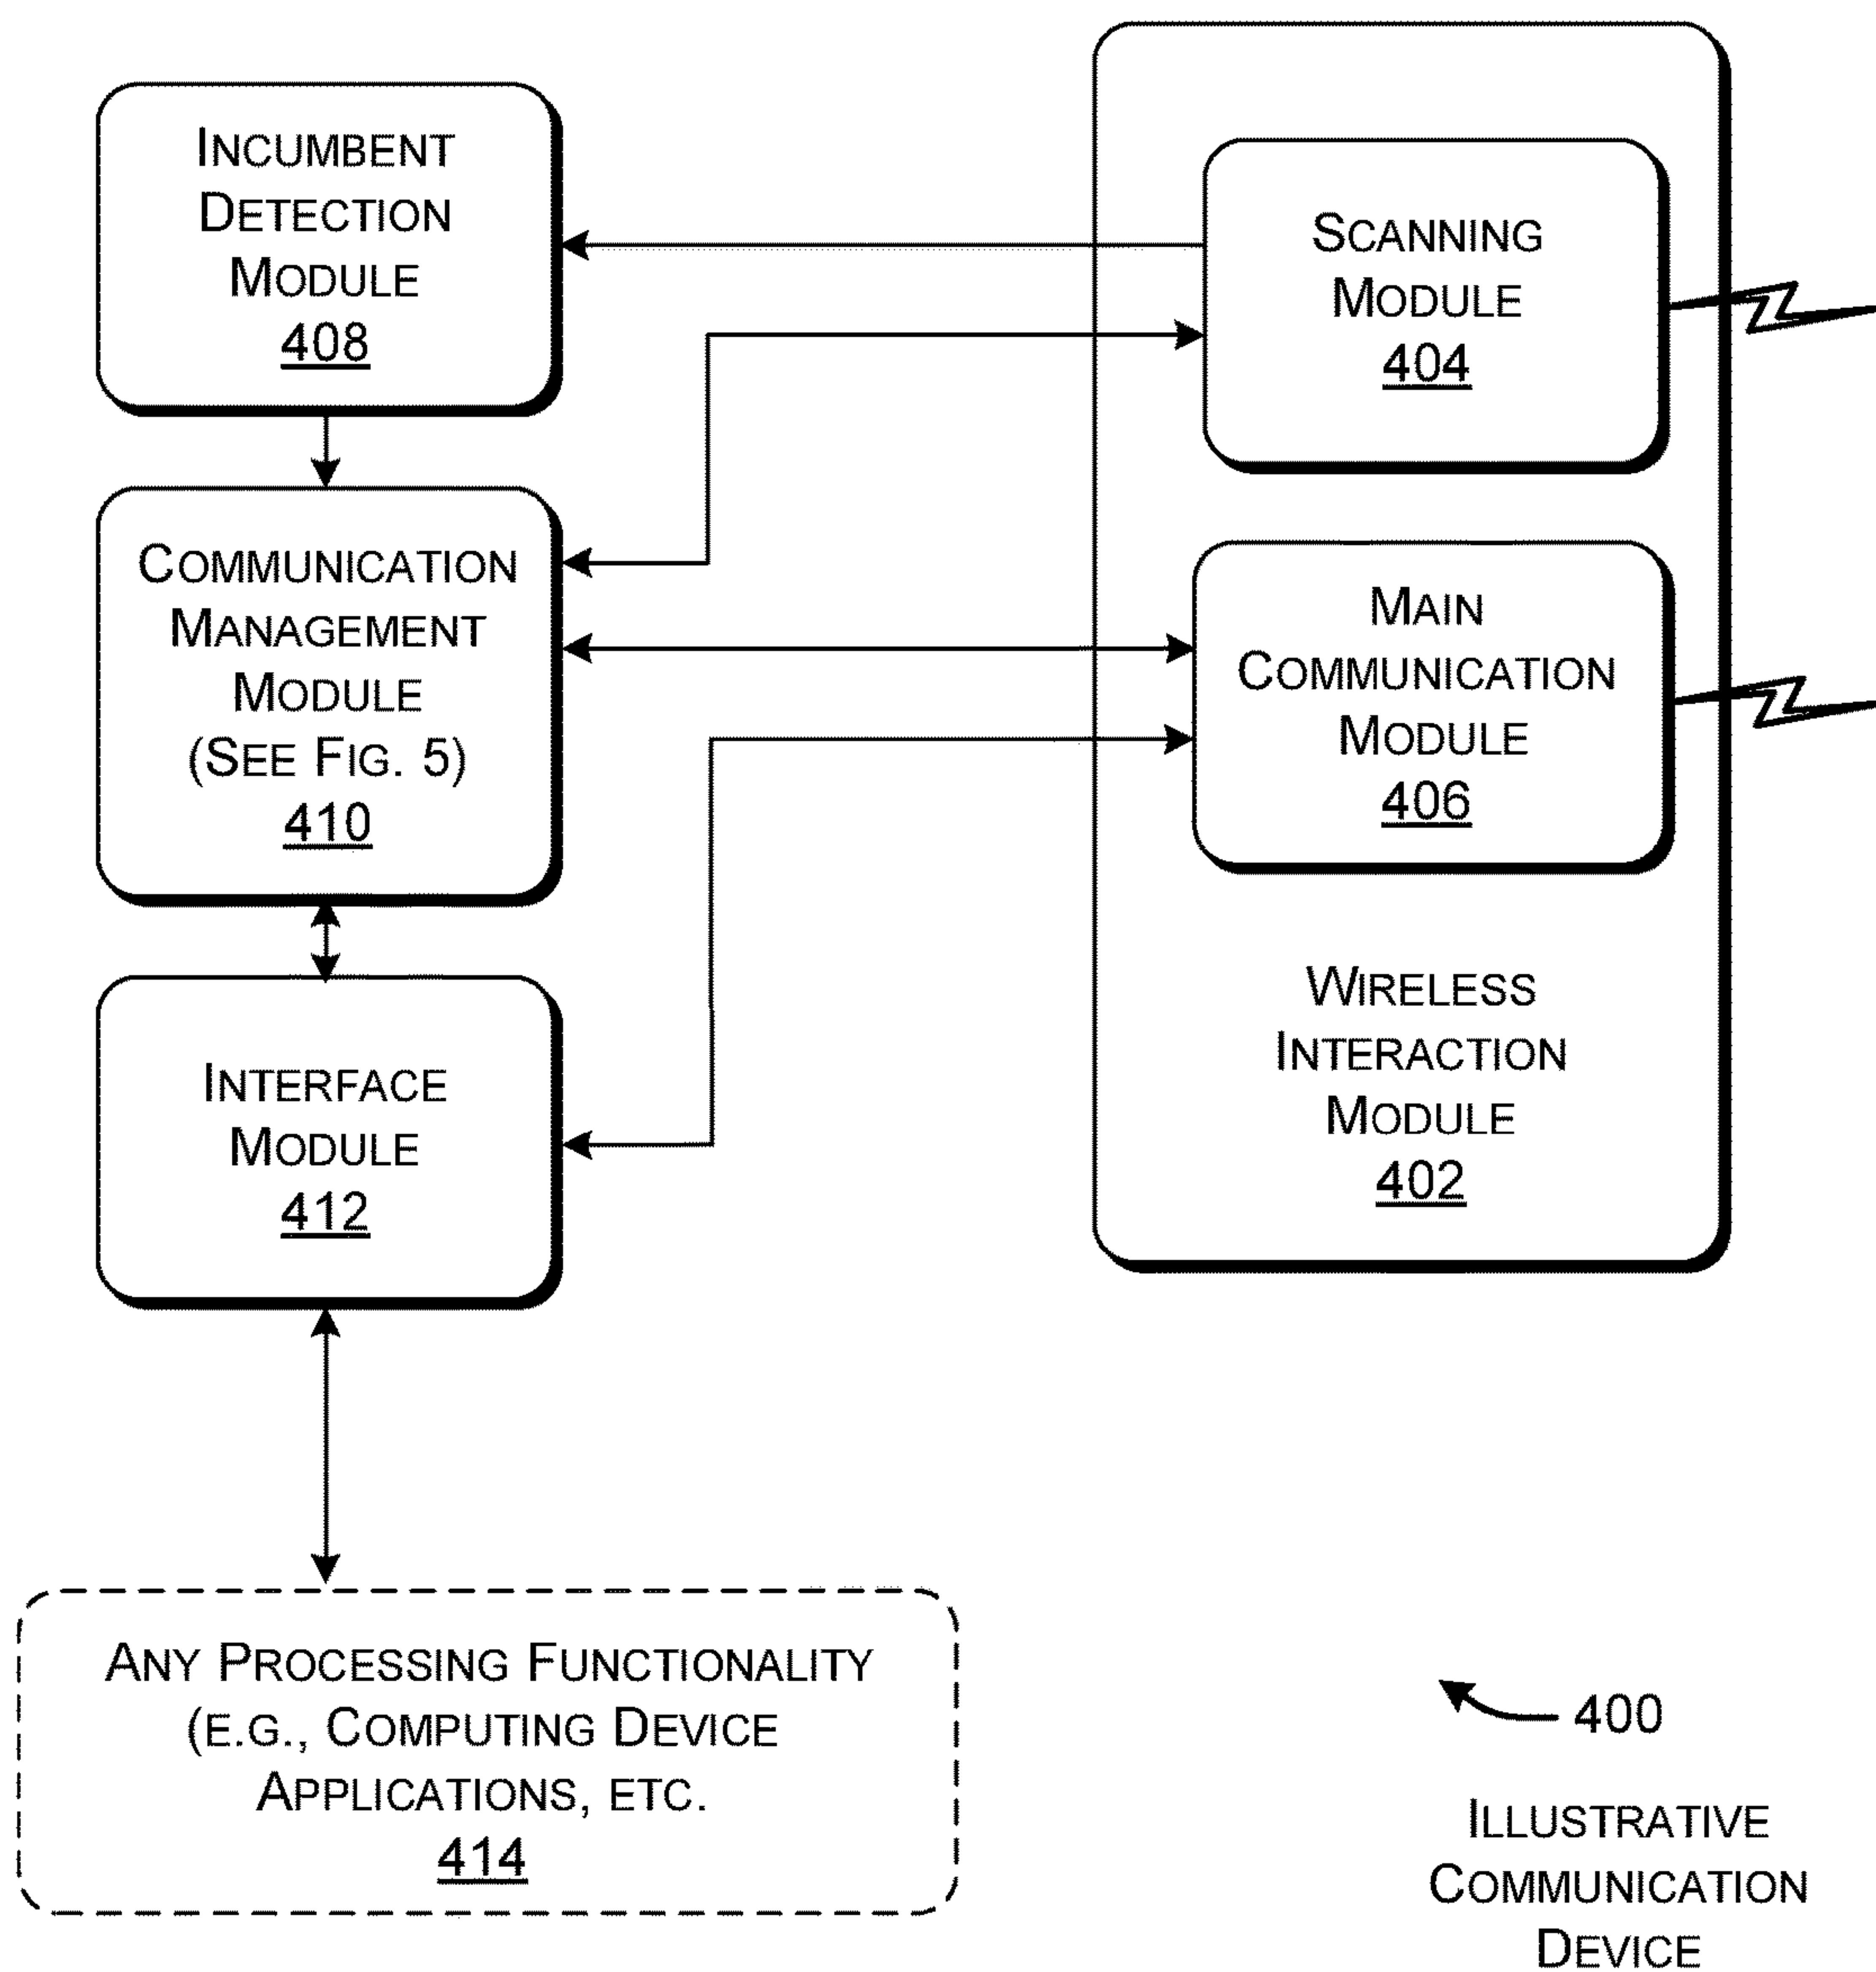 INCUMBENT
DETECTION
MODULE
408
SCANNING
MODULE
404
COMMUNICATION
MANAGEMENT
MODULE
(SEE FIG. 5)
410
MAIN
COMMUNICATION
MODULE
406
INTERFACE
MODULE
412
WIRELESS
INTERACTION
MODULE
402
ANY PROCESSING FUNCTIONALITY
(E.G., COMPUTING DEVICE
APPLICATIONS, ETC.
414
400
ILLUSTRATIVE
COMMUNICATION
DEVICE